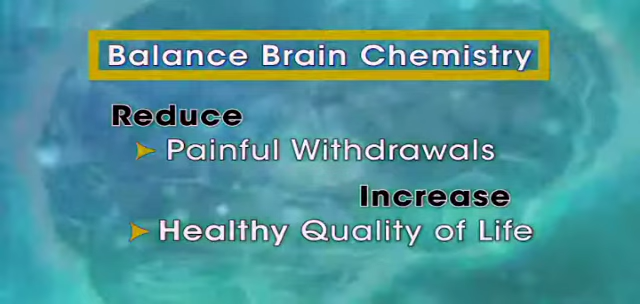 Balance Brain Chemistry
Reduce
Painful Withdrawals
Increase
Healthy Quality of Life